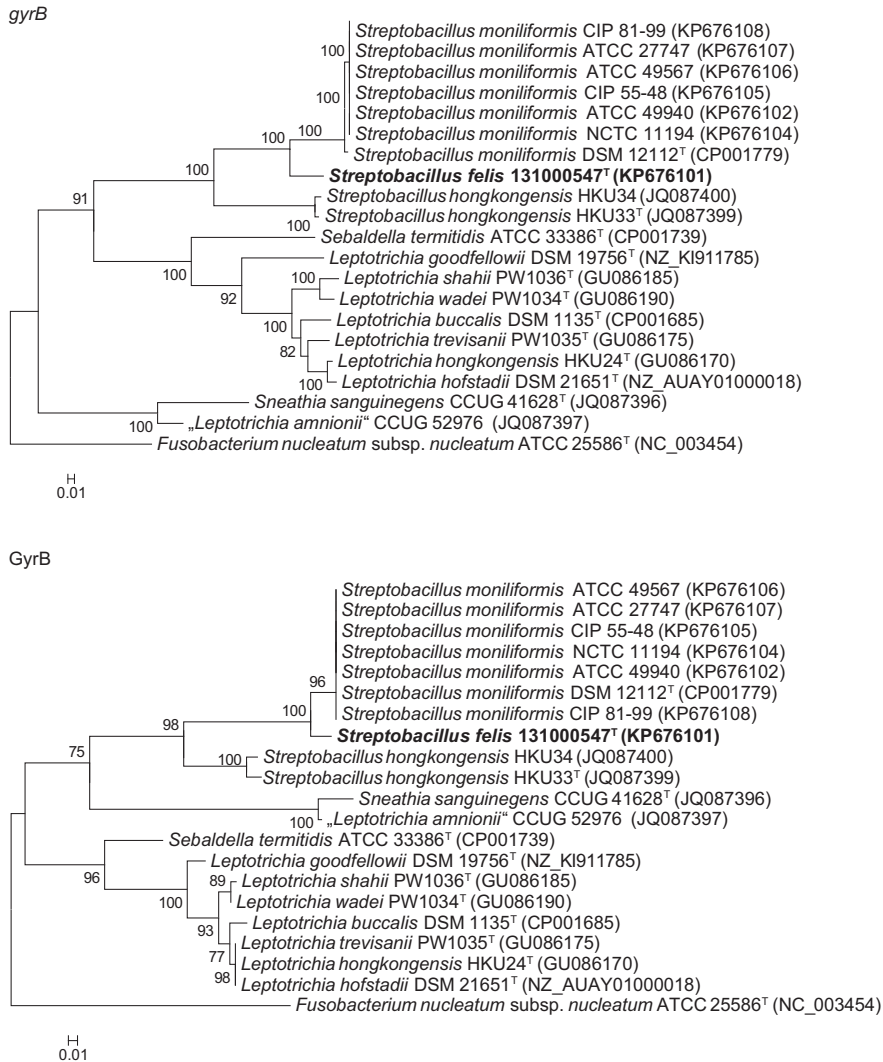 gyrB
Streptobacillus moniliformis CIP 81-99 (KP676108)
Streptobacillus moniliformis ATCC 27747 (KP676107)
100
Streptobacillus moniliformis ATCC 49567 (KP676106)
Streptobacillus moniliformis CIP 55-48 (KP676105)
100
Streptobacillus moniliformis ATCC 49940 (KP676102)
100
100
Streptobacillus moniliformis NCTC 11194 (KP676104)
Streptobacillus moniliformis DSM 12112ᵀ (CP001779)
100
Streptobacillus felis 131000547ᵀ (KP676101)
91
Streptobacillus hongkongensis HKU34 (JQ087400)
Streptobacillus hongkongensis HKU33ᵀ (JQ087399)
100
Sebaldella termitidis ATCC 33386ᵀ (CP001739)
100
Leptotrichia goodfellowii DSM 19756ᵀ (NZ_KI911785)
100
Leptotrichia shahii PW1036ᵀ (GU086185)
92
Leptotrichia wadei PW1034ᵀ (GU086190)
100
Leptotrichia buccalis DSM 1135ᵀ (CP001685)
Leptotrichia trevisanii PW1035ᵀ (GU086175)
82
Leptotrichia hongkongensis HKU24ᵀ (GU086170)
100
Leptotrichia hofstadii DSM 21651ᵀ (NZ_AUAY01000018)
Sneathia sanguinegens CCUG 41628ᵀ (JQ087396)
100
„Leptotrichia amnionii“ CCUG 52976 (JQ087397)
Fusobacterium nucleatum subsp. nucleatum ATCC 25586ᵀ (NC_003454)
0.01
GyrB
Streptobacillus moniliformis ATCC 49567 (KP676106)
Streptobacillus moniliformis ATCC 27747 (KP676107)
Streptobacillus moniliformis CIP 55-48 (KP676105)
Streptobacillus moniliformis NCTC 11194 (KP676104)
Streptobacillus moniliformis ATCC 49940 (KP676102)
96
Streptobacillus moniliformis DSM 12112ᵀ (CP001779)
100
Streptobacillus moniliformis CIP 81-99 (KP676108)
98
Streptobacillus felis 131000547ᵀ (KP676101)
75
100
Streptobacillus hongkongensis HKU34 (JQ087400)
Streptobacillus hongkongensis HKU33ᵀ (JQ087399)
Sneathia sanguinegens CCUG 41628ᵀ (JQ087396)
100
„Leptotrichia amnionii“ CCUG 52976 (JQ087397)
Sebaldella termitidis ATCC 33386ᵀ (CP001739)
Leptotrichia goodfellowii DSM 19756ᵀ (NZ_KI911785)
96
89
Leptotrichia shahii PW1036ᵀ (GU086185)
100
Leptotrichia wadei PW1034ᵀ (GU086190)
93
Leptotrichia buccalis DSM 1135ᵀ (CP001685)
Leptotrichia trevisanii PW1035ᵀ (GU086175)
77
Leptotrichia hongkongensis HKU24ᵀ (GU086170)
98
Leptotrichia hofstadii DSM 21651ᵀ (NZ_AUAY01000018)
Fusobacterium nucleatum subsp. nucleatum ATCC 25586ᵀ (NC_003454)
0.01